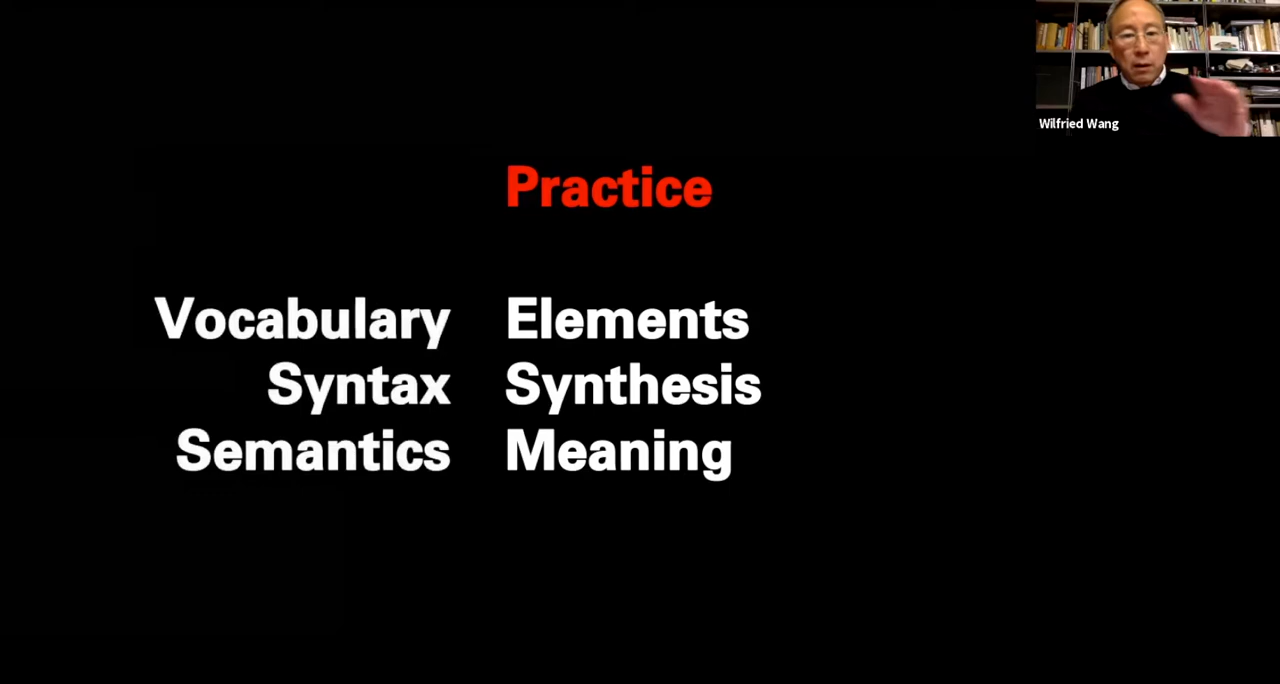 Wilfried Wang
Practice
Vocabulary Elements
Syntax Synthesis
Semantics Meaning